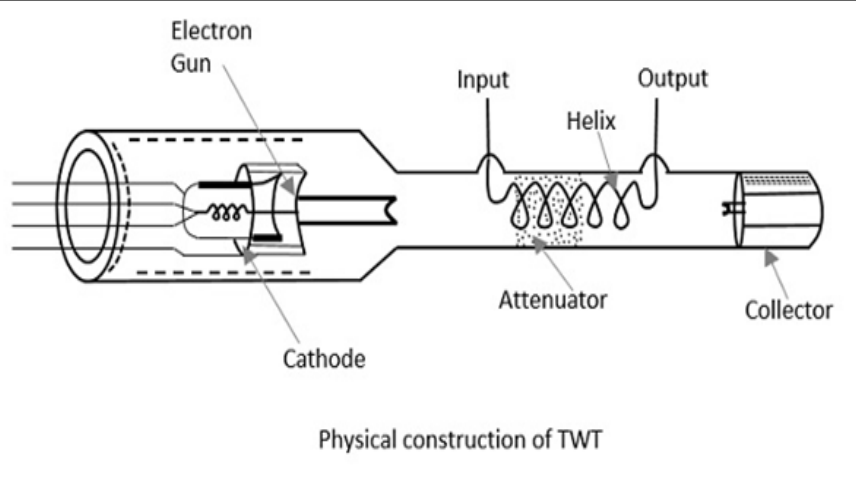 Electron
Gun
Input
Output
Helix
Attenuator
Collector
Cathode
Physical construction of TWT